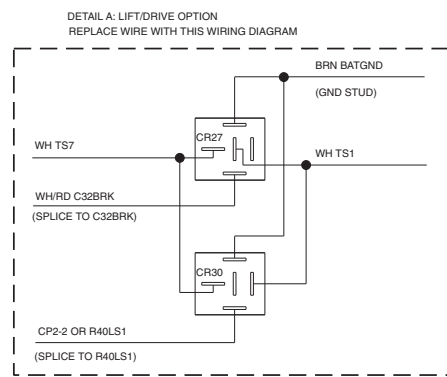 DETAIL A: LIFT/DRIVE OPTION
REPLACE WIRE WITH THIS WIRING DIAGRAM
BRN BATGND
(GND STUD)
CR27
WH TS7
WH TS1
WH/RD C32BRK
(SPLICE TO C32BRK)
CR30
CP2-2 OR R40LS1
(SPLICE TO R40LS1)